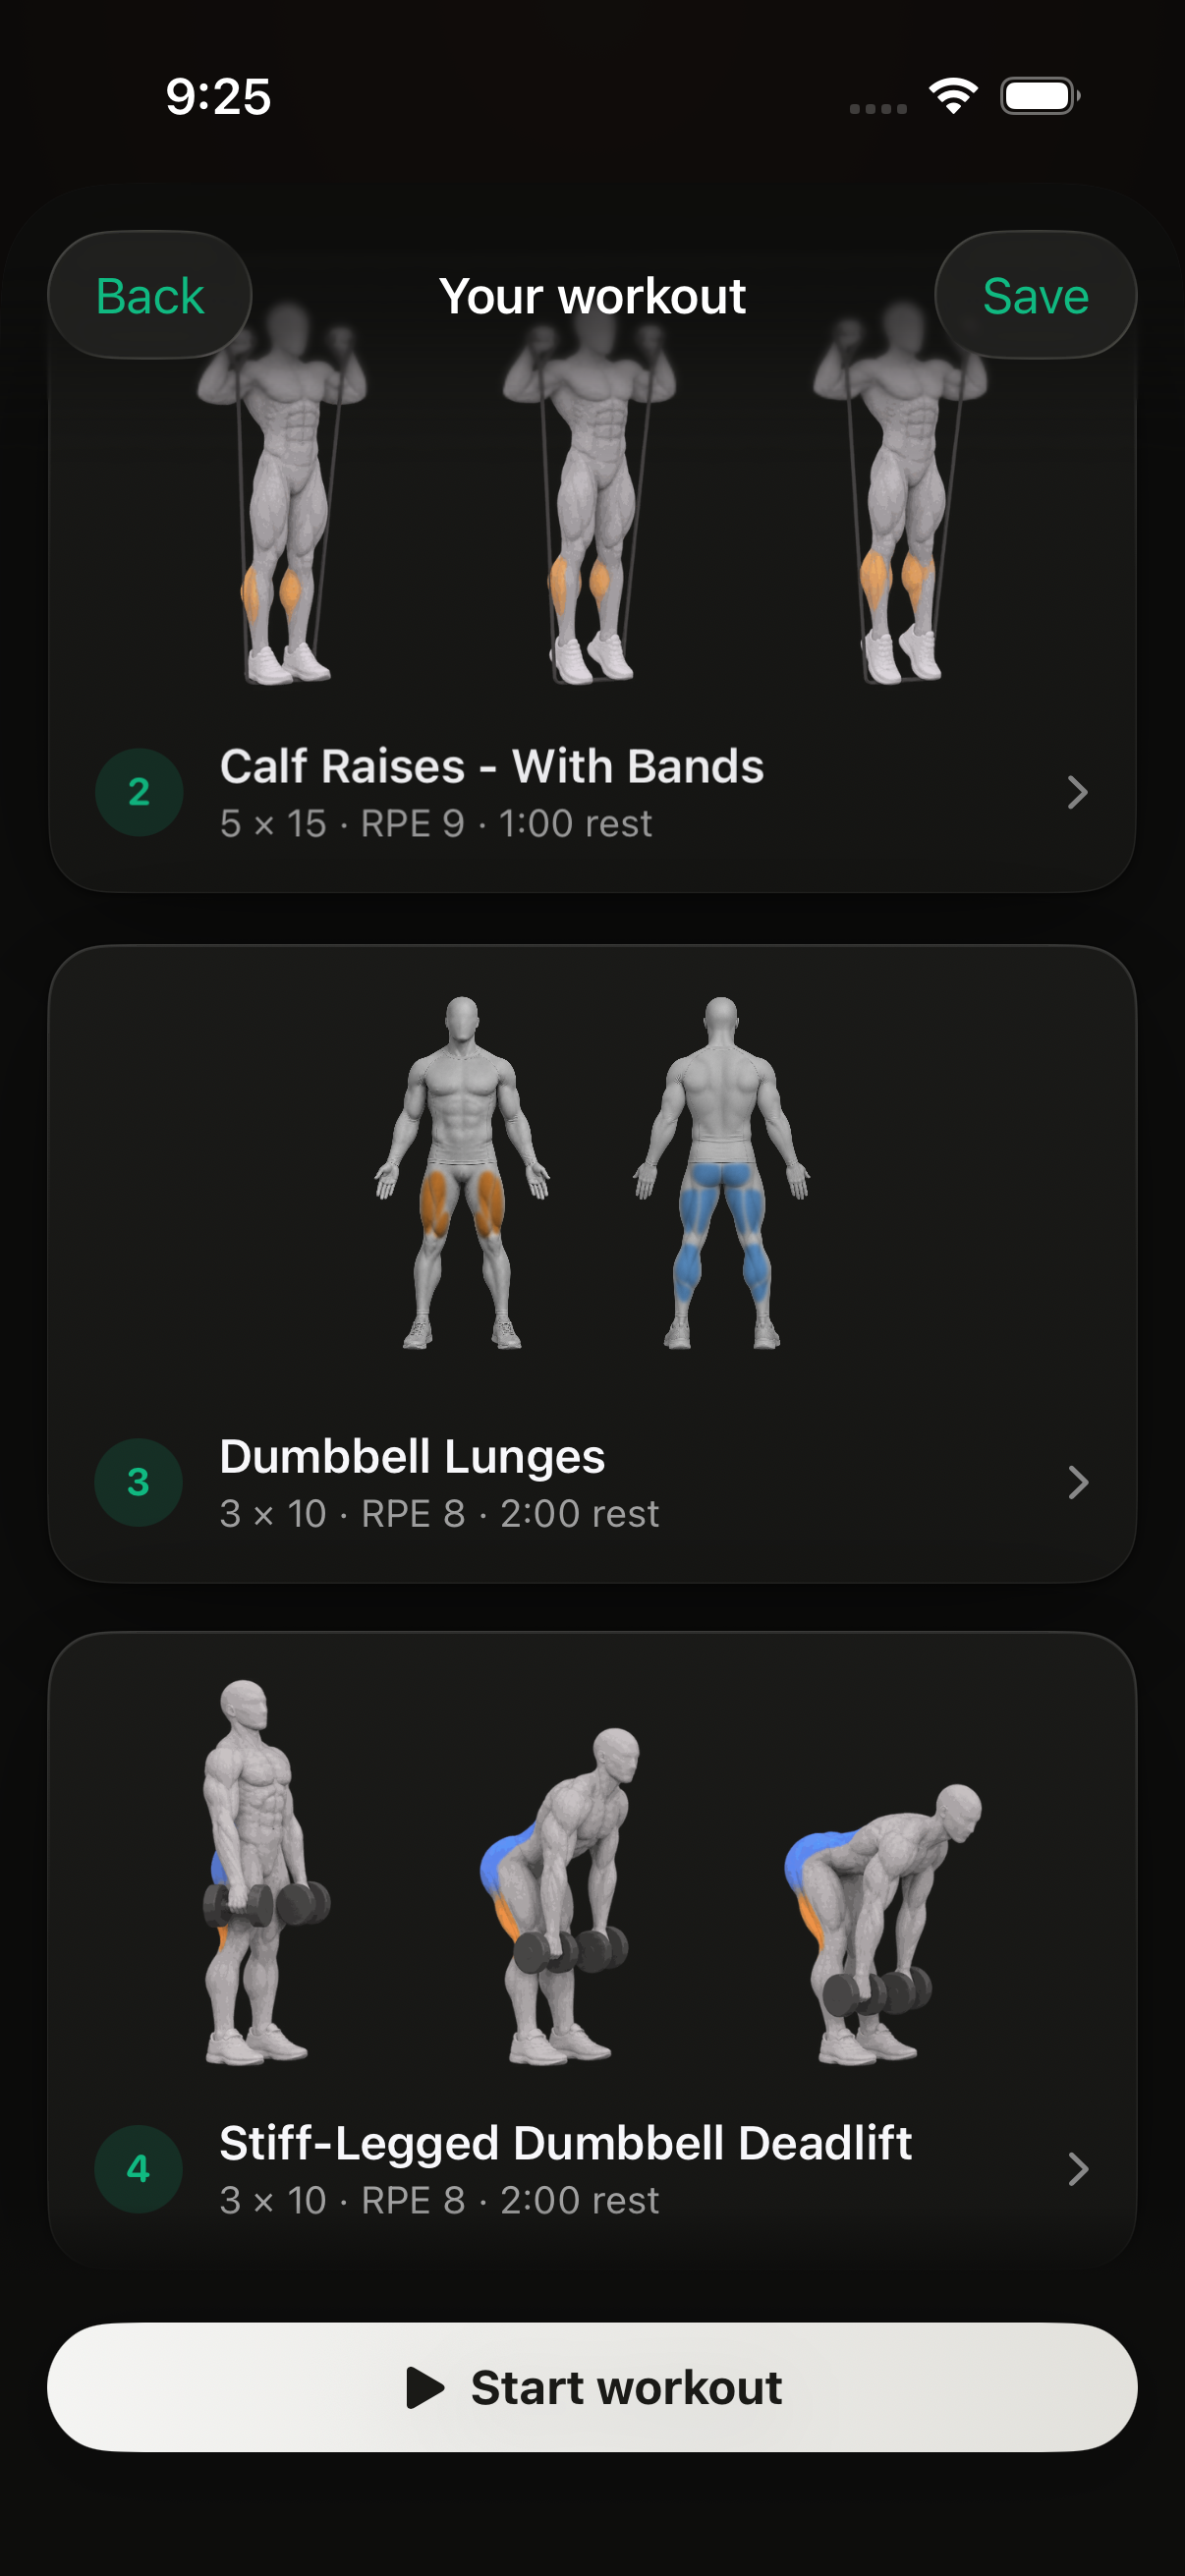 9:25
Back
Your workout
Save
2
Calf Raises - With Bands
5 × 15 · RPE 9 · 1:00 rest
3
Dumbbell Lunges
3 × 10 · RPE 8 · 2:00 rest
4
Stiff-Legged Dumbbell Deadlift
3 × 10 · RPE 8 · 2:00 rest
Start workout